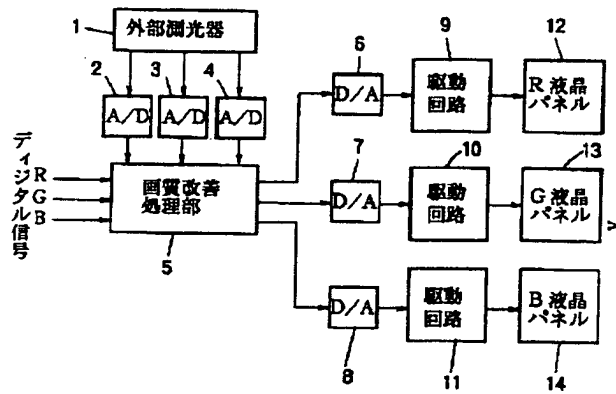 1
外部測光器
2
3
4
A/D
A/D
A/D
ディジタル信号
R
G
B
画質改善
処理部
5
6
D/A
9
駆動
回路
12
R 液晶
パネル
7
D/A
10
駆動
回路
13
G 液晶
パネル
8
D/A
11
駆動
回路
14
B 液晶
パネル